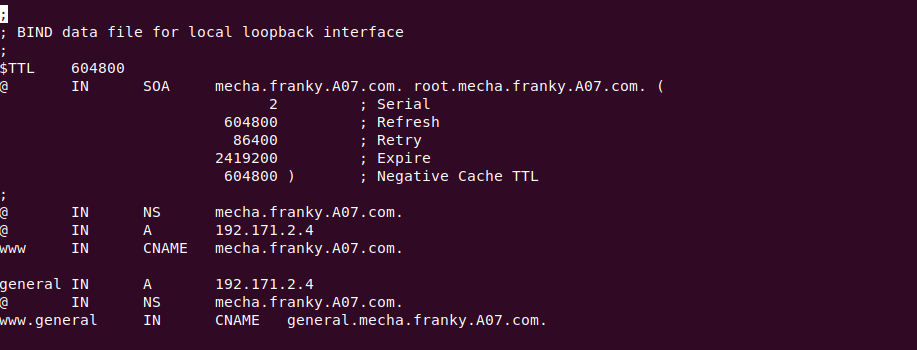 ;
; BIND data file for local loopback interface
;
$TTL    604800
@       IN      SOA     mecha.franky.A07.com. root.mecha.franky.A07.com. (
                              2         ; Serial
                         604800         ; Refresh
                          86400         ; Retry
                        2419200         ; Expire
                         604800 )       ; Negative Cache TTL
;
@       IN      NS      mecha.franky.A07.com.
@       IN      A       192.171.2.4
www     IN      CNAME   mecha.franky.A07.com.

general IN      A       192.171.2.4
@       IN      NS      mecha.franky.A07.com.
www.general     IN      CNAME   general.mecha.franky.A07.com.